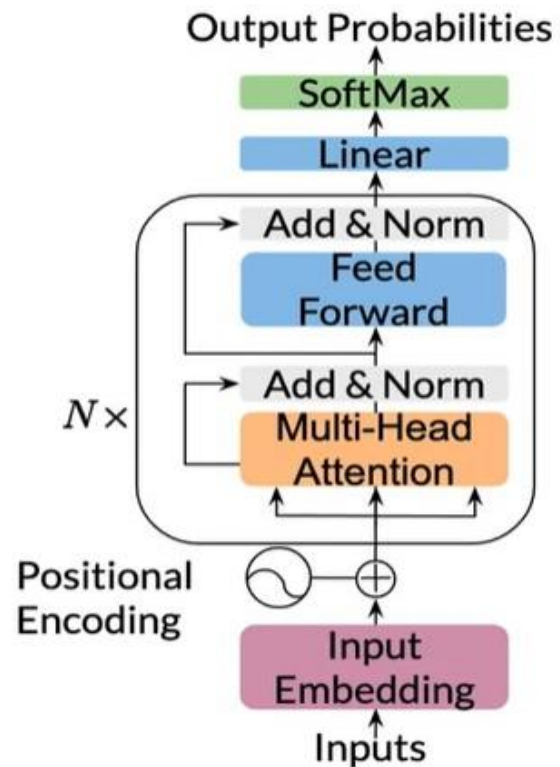 Output Probabilities
SoftMax
Linear
Add & Norm
Feed
Forward
Add & Norm
N×
Multi-Head
Attention
Positional
Encoding
Input
Embedding
Inputs